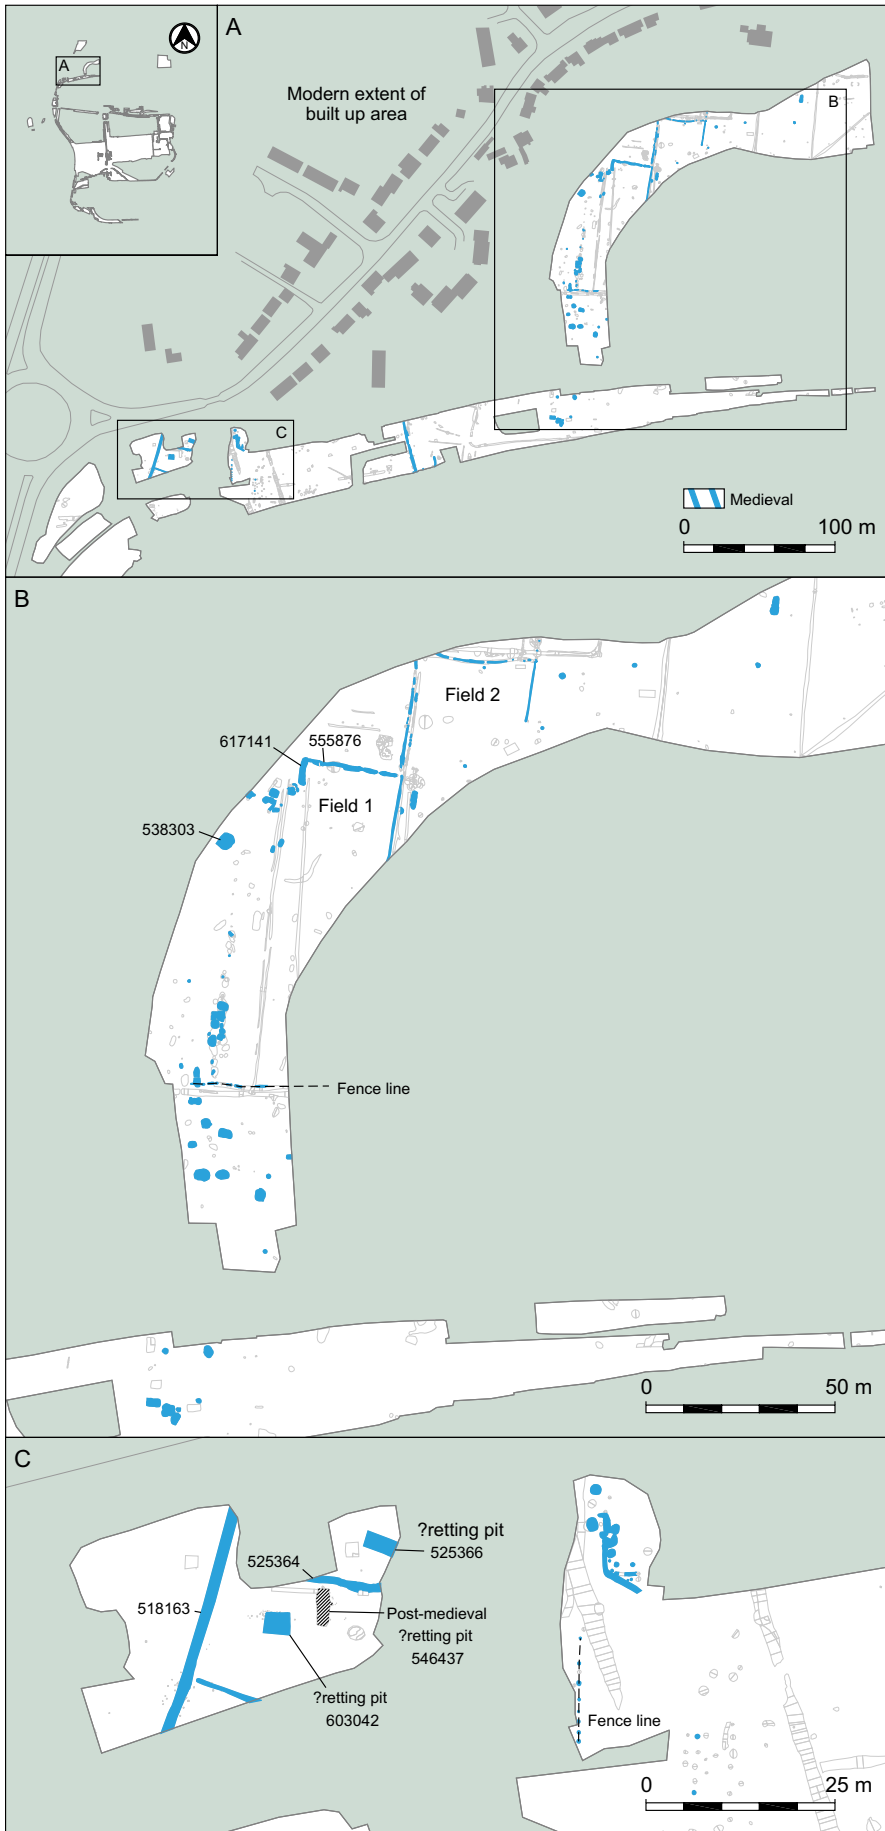 A
N
A
Modern extent of
built up area
B
C
Medieval
0 100 m
B
Field 2
617141
555876
Field 1
538303
Fence line
0 50 m
C
?retting pit
525366
525364
518163
Post-medieval
?retting pit
546437
?retting pit
603042
Fence line
0 25 m